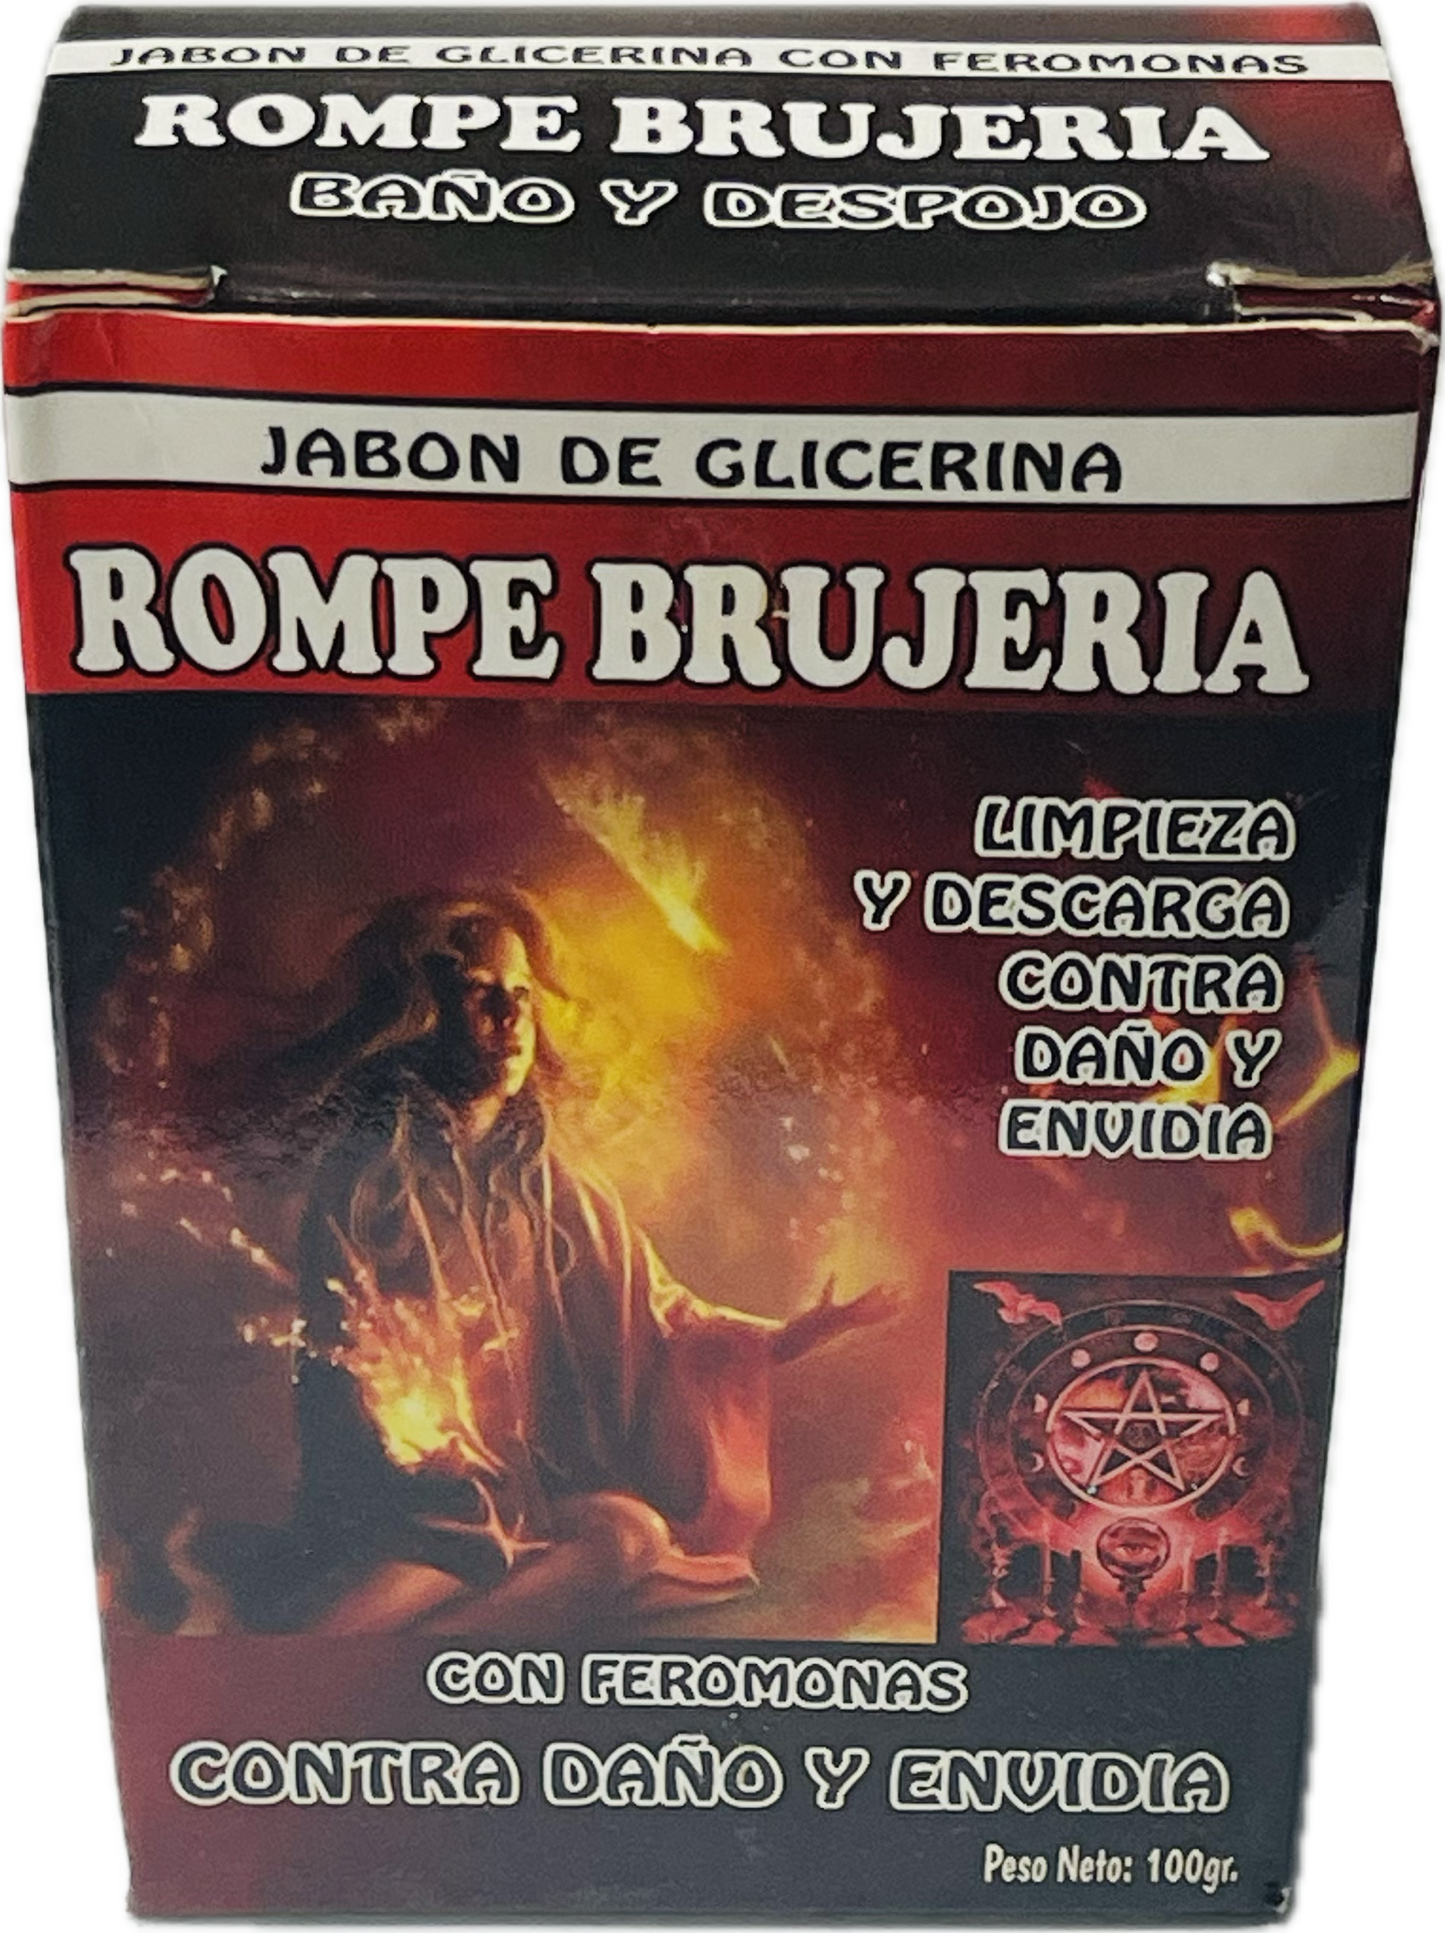 JABON DE GLICERINA CON FEROMONAS
ROMPE BRUJERIA
BAÑO Y DESPOJO
JABON DE GLICERINA
ROMPE BRUJERIA
LIMPIEZA
Y DESCARGA
CONTRA
DAÑO Y
ENVIDIA
CON FEROMONAS
CONTRA DAÑO Y ENVIDIA
Peso Neto: 100gr.